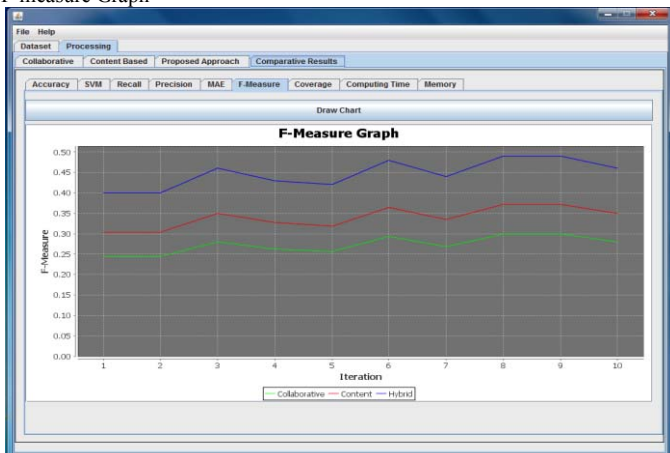 F-measure Graph
File Help
Dataset Processing
Collaborative Content Based Proposed Approach Comparative Results
Accuracy SVM Recall Precision MAE F-Measure Coverage Computing Time Memory
Draw Chart
F-Measure Graph
0.50
0.45
0.40
0.35
0.30
0.25
0.20
0.15
0.10
0.05
0.00
F-Measure
1 2 3 4 5 6 7 8 9 10
Iteration
Collaborative Content Hybrid